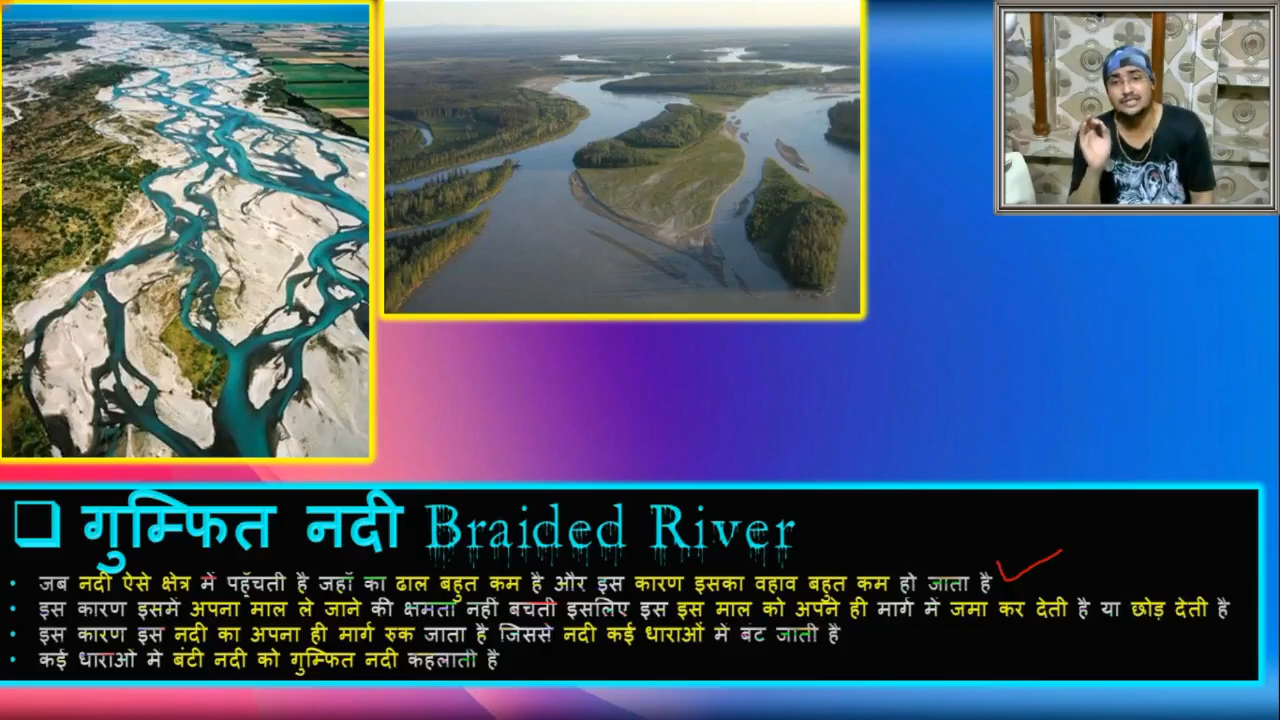 ❑ गुम्फित नदी Braided River
• जब नदी ऐसे क्षेत्र में पहुँचती है जहाँ का ढाल बहुत कम है और इस कारण इसका वहाव बहुत कम हो जाता है
• इस कारण इसमें अपना माल ले जाने की क्षमता नहीं बचती इसलिए इस इस माल को अपने ही मार्ग में जमा कर देती है या छोड़ देती है
• इस कारण इस नदी का अपना ही मार्ग रुक जाता है जिससे नदी कई धाराओं में बंट जाती है
• कई धाराओं में बंटी नदी को गुम्फित नदी कहलाती है